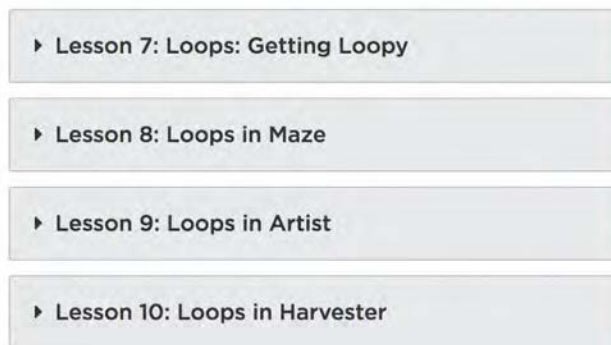 Lesson 7: Loops: Getting Loopy
Lesson 8: Loops in Maze
Lesson 9: Loops in Artist
Lesson 10: Loops in Harvester